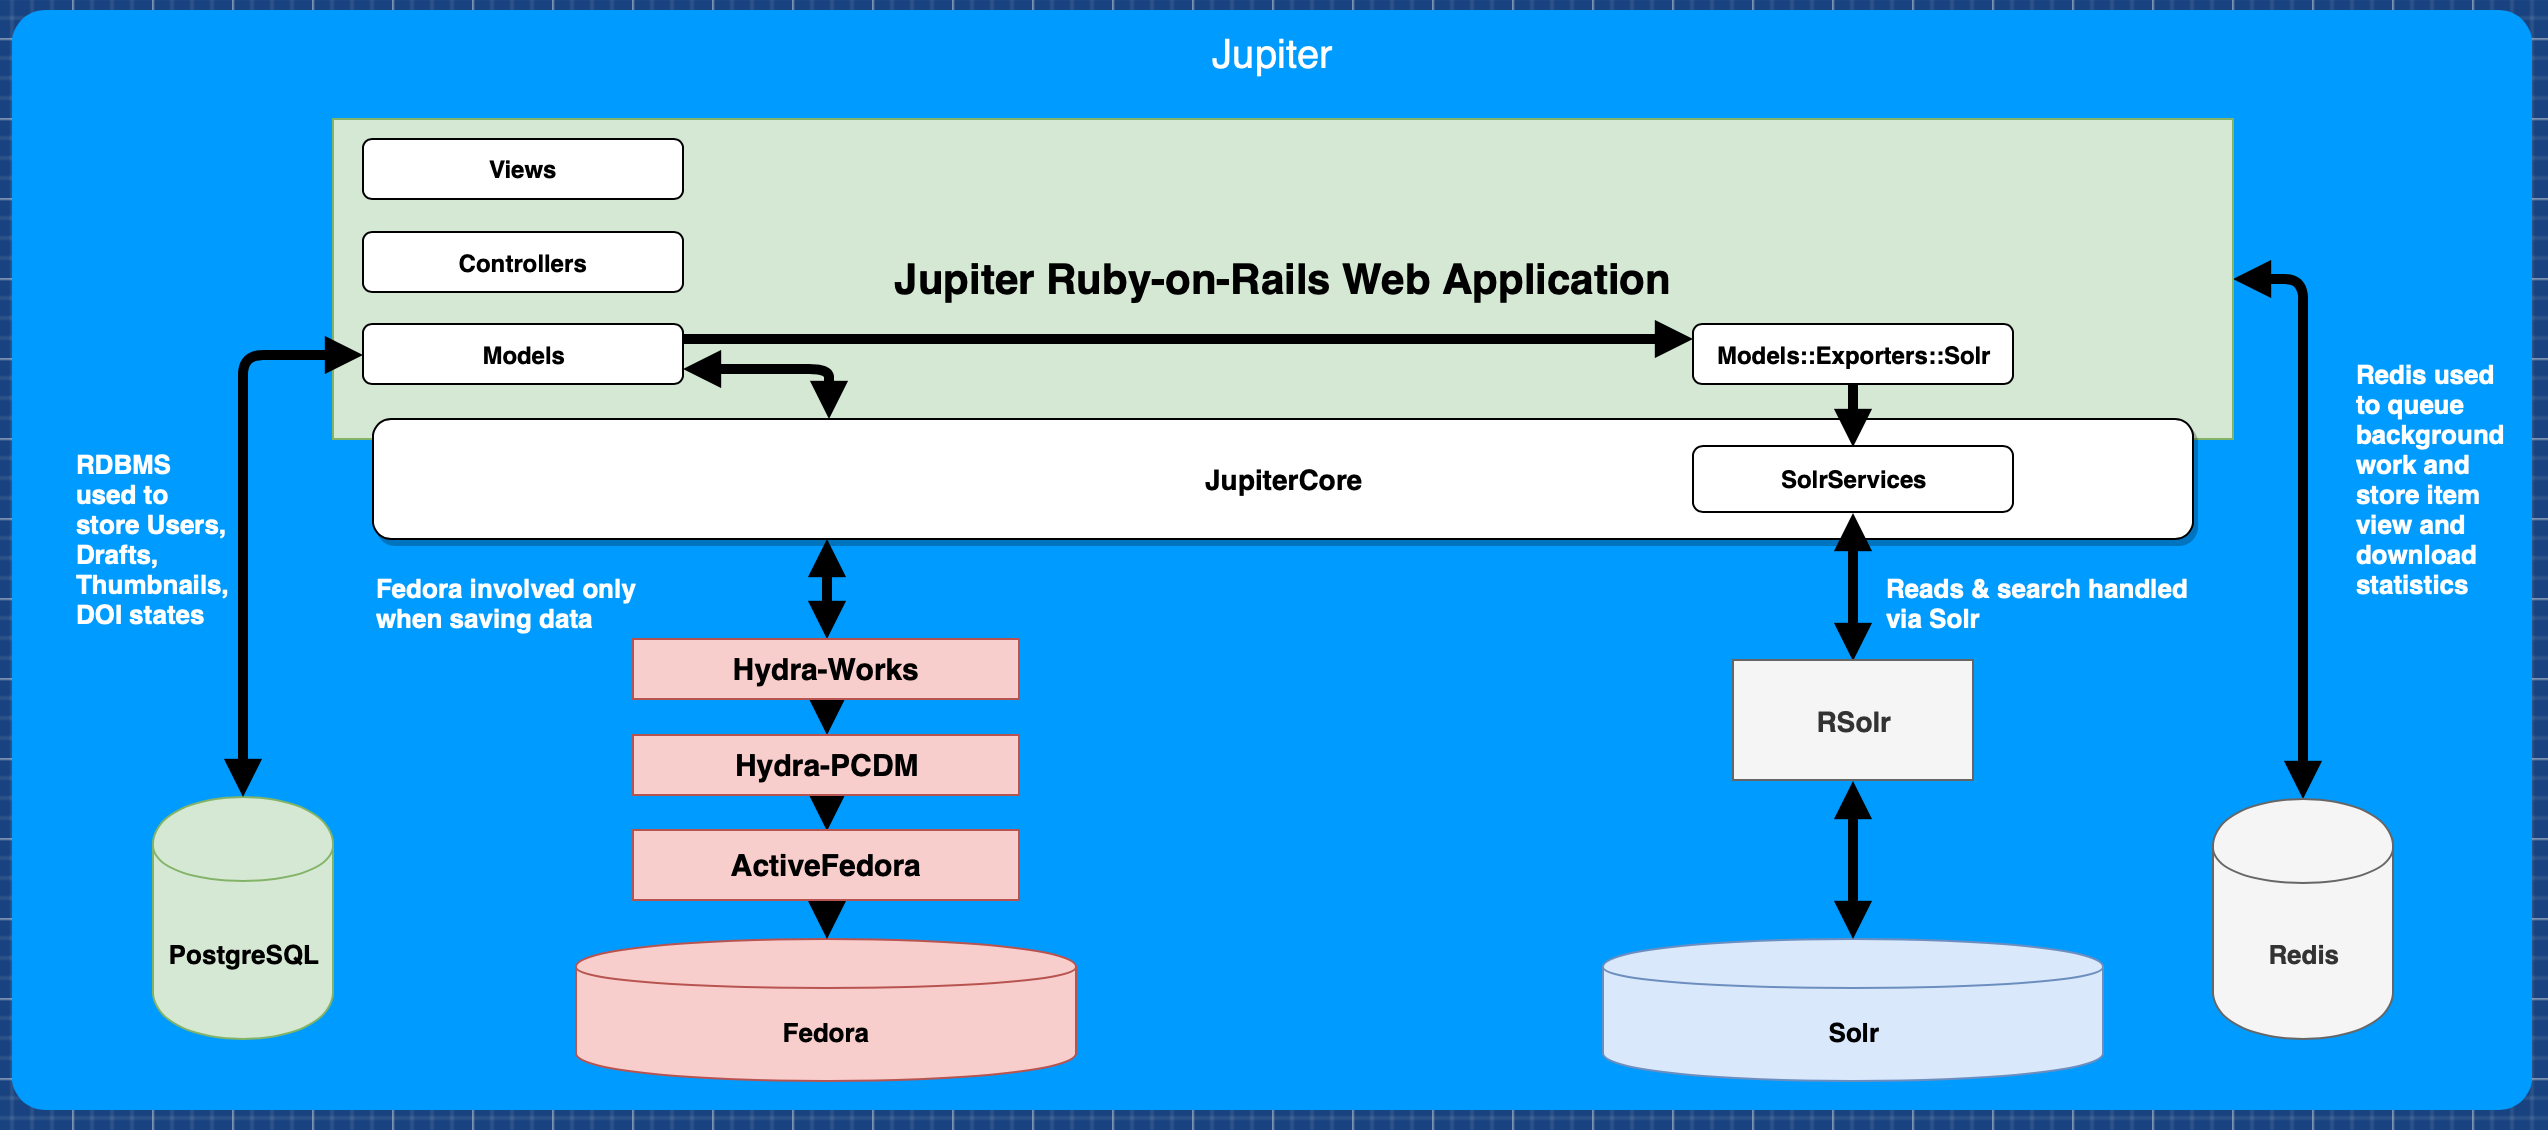 Jupiter
Views
Controllers
Jupiter Ruby-on-Rails Web Application
Models
Models::Exporters::Solr
JupiterCore
SolrServices
RDBMS
used to
store Users,
Drafts,
Thumbnails,
DOI states
Fedora involved only
when saving data
Reads & search handled
via Solr
Redis used
to queue
background
work and
store item
view and
download
statistics
Hydra-Works
Hydra-PCDM
ActiveFedora
RSolr
PostgreSQL
Fedora
Solr
Redis